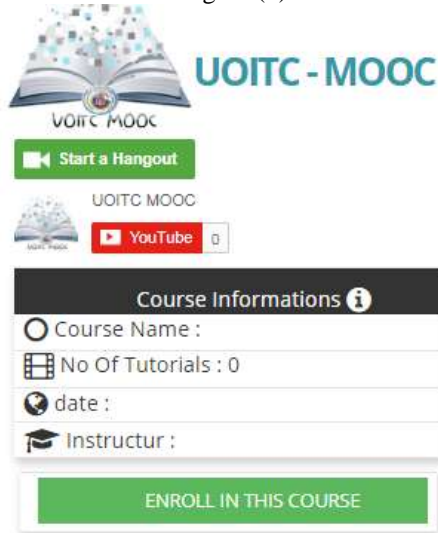 UOITC - MOOC
UOITC MOOC
Start a Hangout
UOITC MOOC
YouTube 0
Course Informations
Course Name :
No Of Tutorials : 0
date :
Instructur :
ENROLL IN THIS COURSE